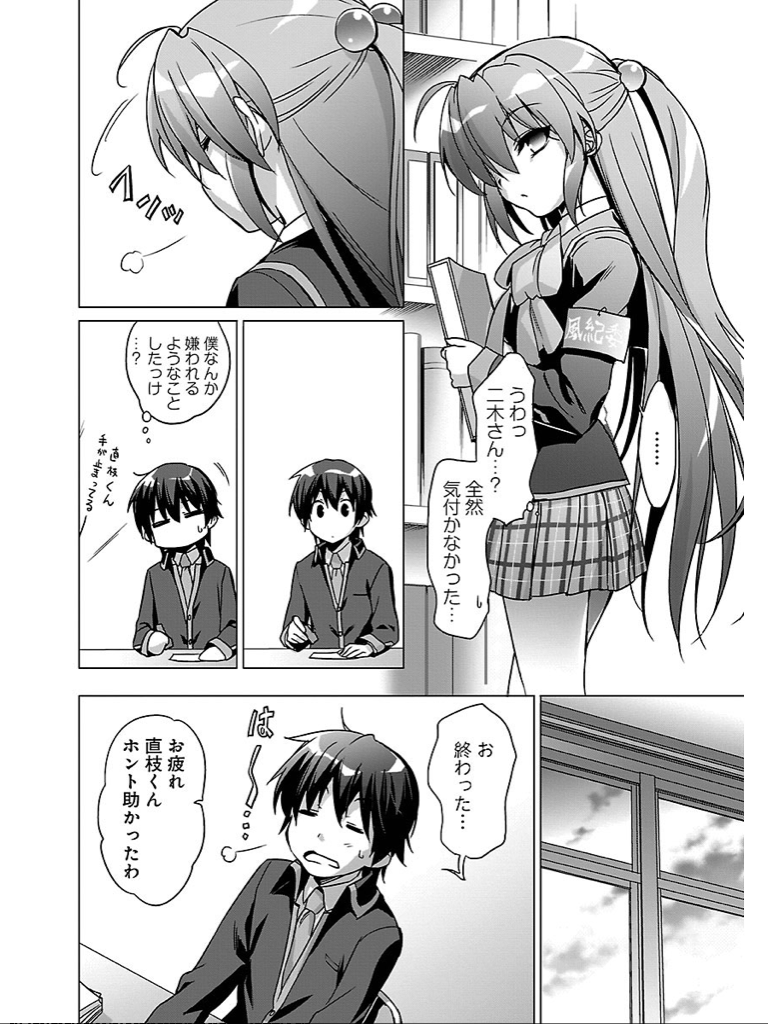 うわっ
二木さん…?
全然
気付かなかった…
……
風紀委
ヘリッ
僕なんか
嫌われる
ようなこと
したっけ
…?
直枝くん
手が止まってる
お
終わった…
は〜…
お疲れ
直枝くん
ホント助かったわ